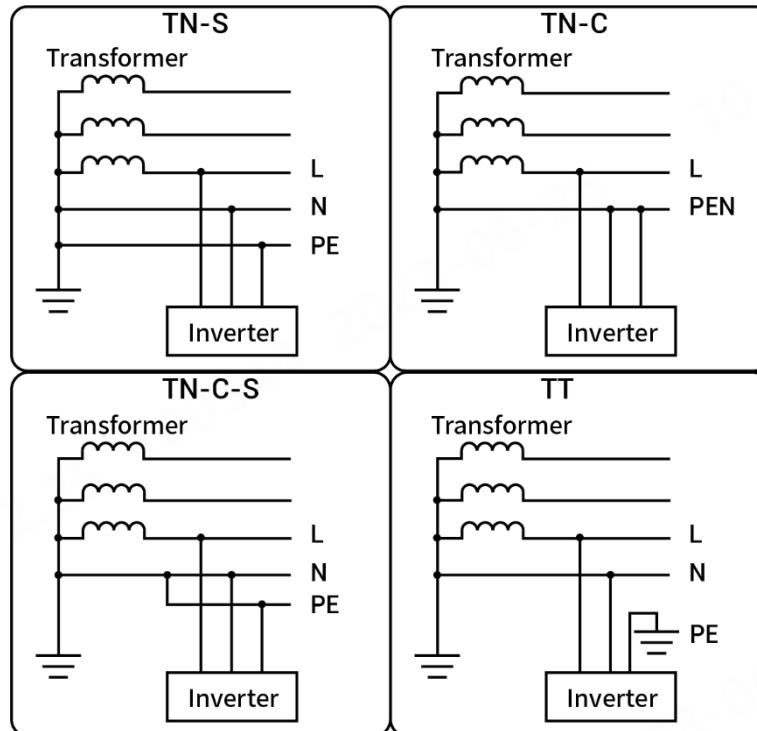 TN-S
Transformer
L
N
PE
Inverter
TN-C
Transformer
L
PEN
Inverter
TN-C-S
Transformer
L
N
PE
Inverter
TT
Transformer
L
N
PE
Inverter